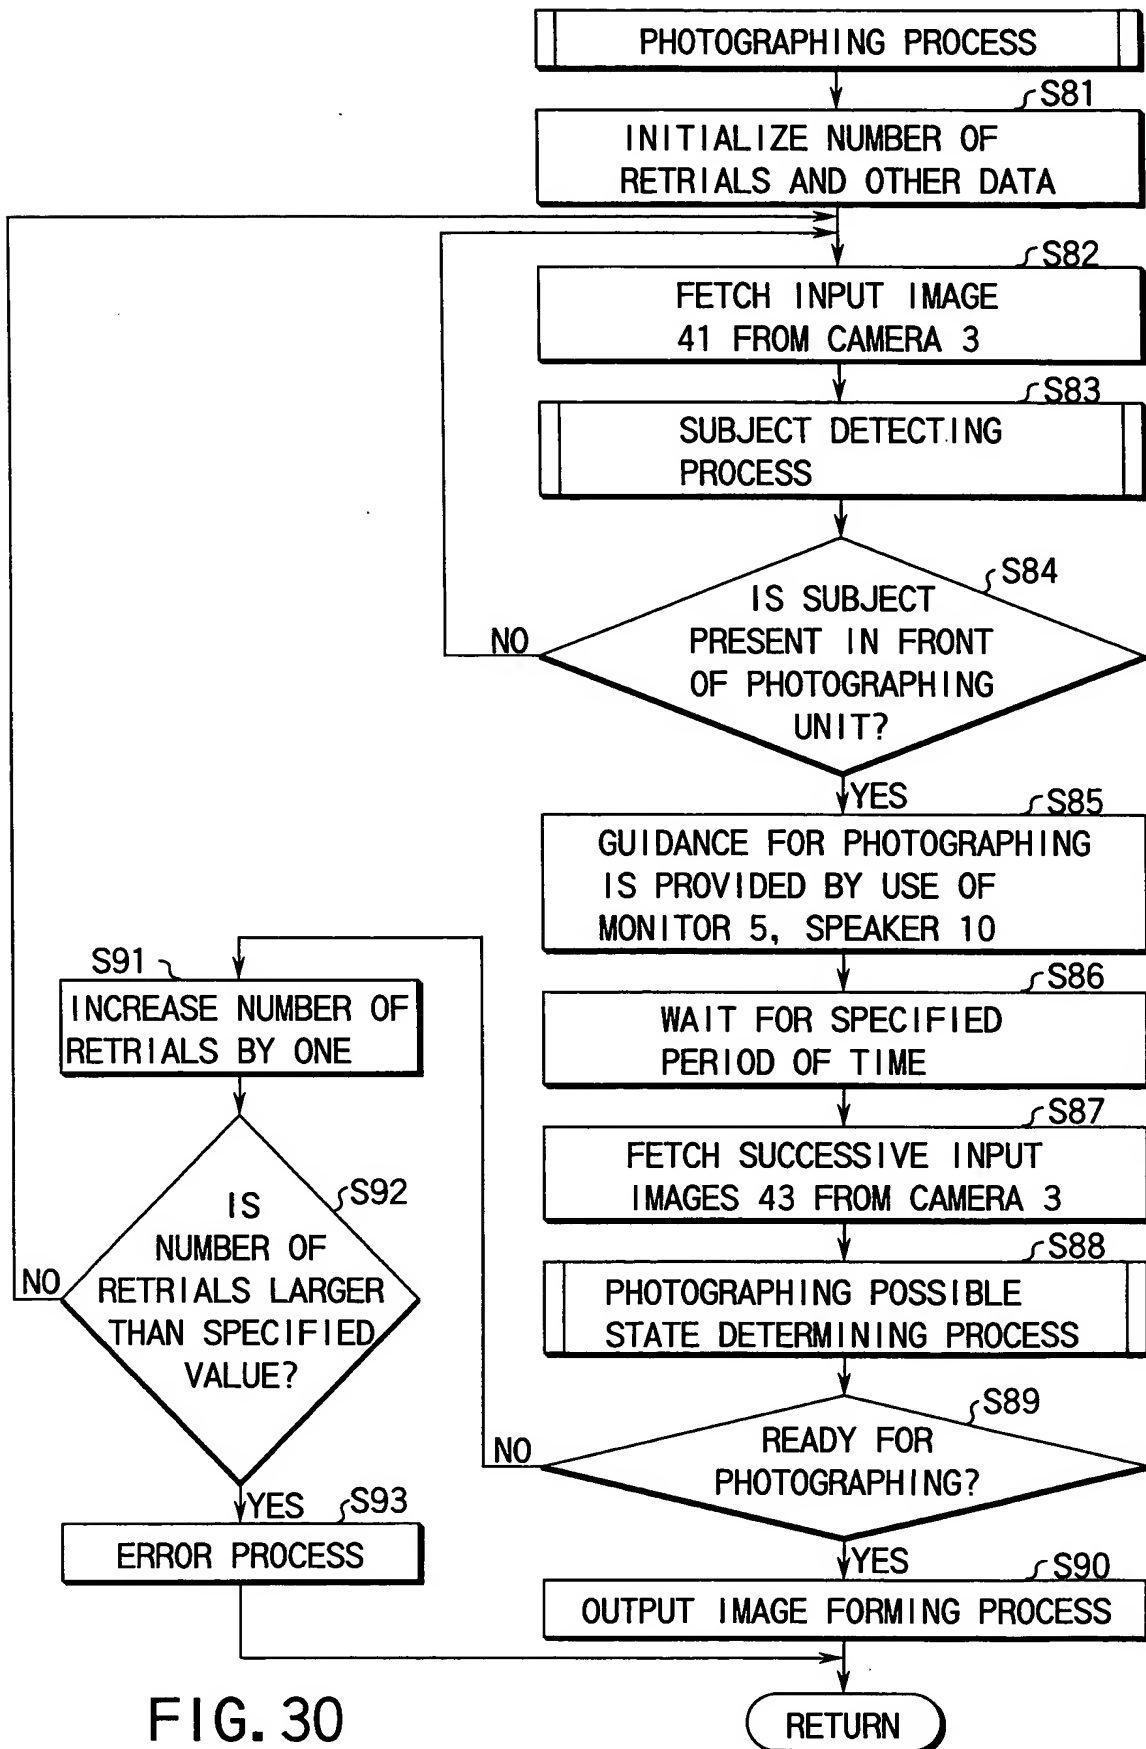 PHOTOGRAPHING PROCESS
S81
INITIALIZE NUMBER OF
RETRIALS AND OTHER DATA
S82
FETCH INPUT IMAGE
41 FROM CAMERA 3
S83
SUBJECT DETECTING
PROCESS
S84
IS SUBJECT
PRESENT IN FRONT
OF PHOTOGRAPHING
UNIT?
NO
YES
S85
GUIDANCE FOR PHOTOGRAPHING
IS PROVIDED BY USE OF
MONITOR 5, SPEAKER 10
S86
WAIT FOR SPECIFIED
PERIOD OF TIME
S87
FETCH SUCCESSIVE INPUT
IMAGES 43 FROM CAMERA 3
S88
PHOTOGRAPHING POSSIBLE
STATE DETERMINING PROCESS
S89
READY FOR
PHOTOGRAPHING?
NO
YES
S90
OUTPUT IMAGE FORMING PROCESS
S91
INCREASE NUMBER OF
RETRIALS BY ONE
S92
IS
NUMBER OF
RETRIALS LARGER
THAN SPECIFIED
VALUE?
NO
YES
S93
ERROR PROCESS
RETURN
FIG. 30